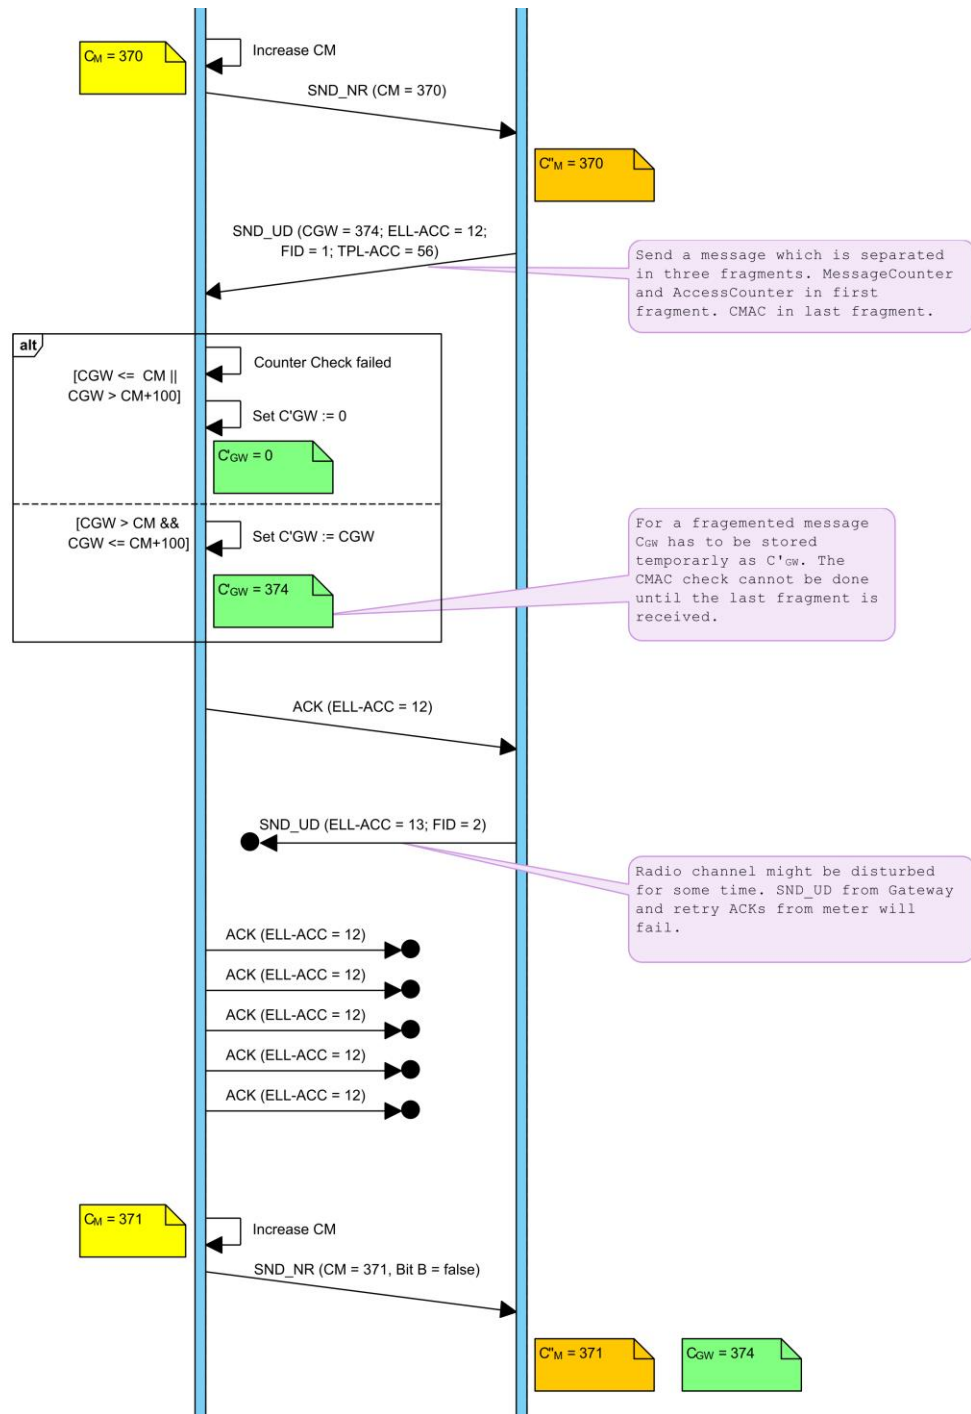 Increase CM
CM = 370
SND_NR (CM = 370)
C"M = 370
SND_UD (CGW = 374; ELL-ACC = 12;
FID = 1; TPL-ACC = 56)
Send a message which is separated
in three fragments. MessageCounter
and AccessCounter in first
fragment. CMAC in last fragment.
alt
[CGW <= CM ||
CGW > CM+100]
Counter Check failed
Set C'GW := 0
C'GW = 0
[CGW > CM &&
CGW <= CM+100]
Set C'GW := CGW
C'GW = 374
For a fragemented message
CGW has to be stored
temporarly as C'GW. The
CMAC check cannot be done
until the last fragment is
received.
ACK (ELL-ACC = 12)
SND_UD (ELL-ACC = 13; FID = 2)
Radio channel might be disturbed
for some time. SND_UD from Gateway
and retry ACKs from meter will
fail.
ACK (ELL-ACC = 12)
ACK (ELL-ACC = 12)
ACK (ELL-ACC = 12)
ACK (ELL-ACC = 12)
ACK (ELL-ACC = 12)
CM = 371
Increase CM
SND_NR (CM = 371, Bit B = false)
C"M = 371
CGW = 374